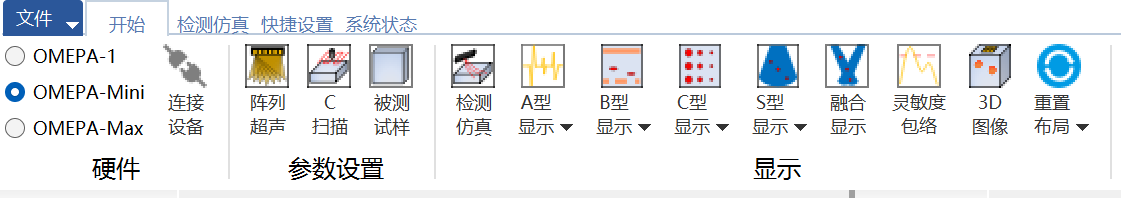 文件 开始 检测仿真 快捷设置 系统状态
OMEPA-1
OMEPA-Mini
OMEPA-Max
连接
设备
硬件
阵列
超声
C
扫描
被测
试样
参数设置
检测
仿真
A型
显示
B型
显示
C型
显示
S型
显示
融合
显示
灵敏度
包络
3D
图像
重置
布局
显示